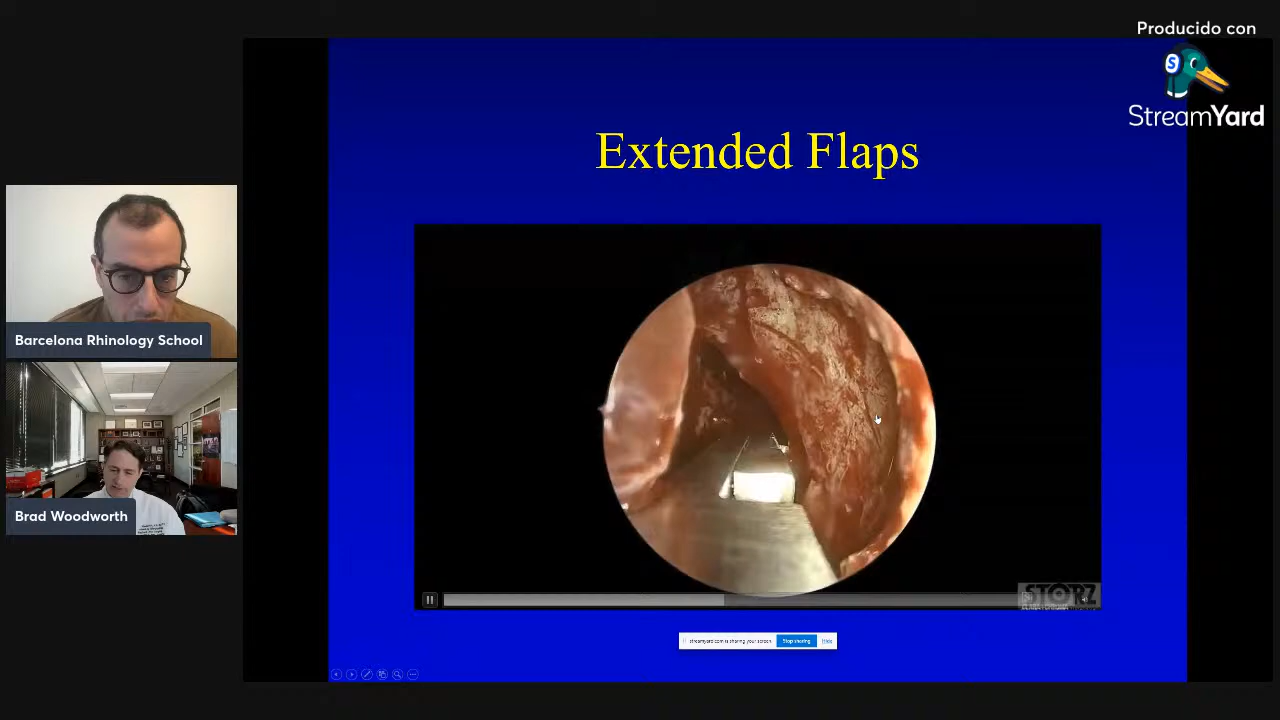 Producido con
StreamYard
Extended Flaps
Barcelona Rhinology School
Brad Woodworth
STORZ
streamyard.com is sharing your screen.
Stop sharing
Hide